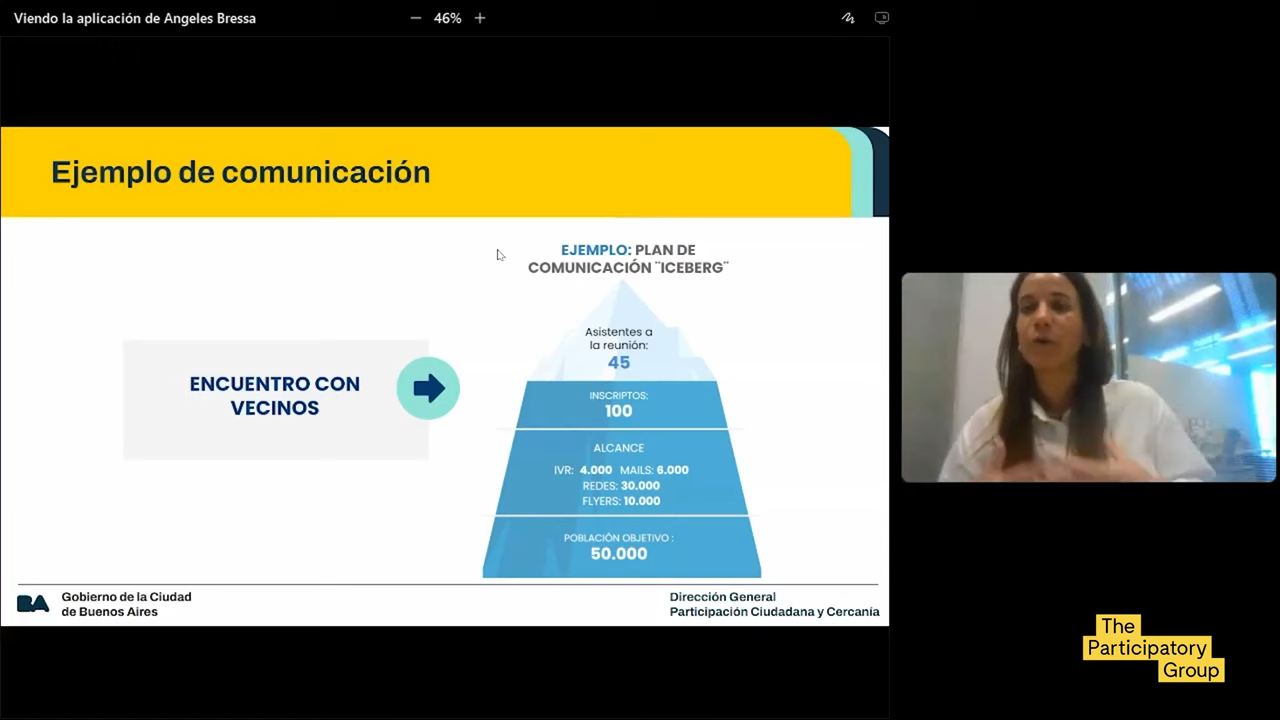 Viendo la aplicación de Angeles Bressa
46%
Ejemplo de comunicación
EJEMPLO: PLAN DE
COMUNICACIÓN ¨ICEBERG¨
Asistentes a
la reunión:
45
ENCUENTRO CON
VECINOS
INSCRIPTOS:
100
ALCANCE
IVR: 4.000 MAILS: 6.000
REDES: 30.000
FLYERS: 10.000
POBLACIÓN OBJETIVO :
50.000
BA
Gobierno de la Ciudad
de Buenos Aires
Dirección General
Participación Ciudadana y Cercanía
The
Participatory
Group